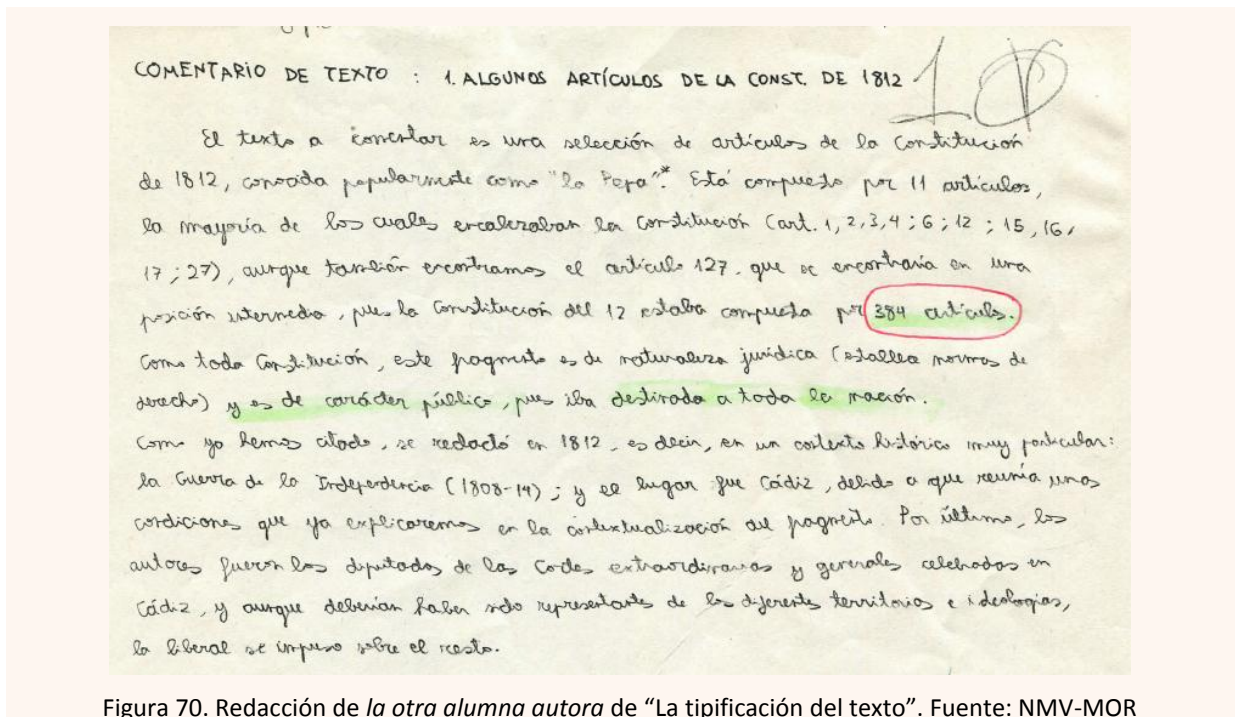 COMENTARIO DE TEXTO : 1. ALGUNOS ARTÍCULOS DE LA CONST. DE 1812
10
El texto a comentar es una selección de artículos de la Constitución
de 1812, conocida popularmente como "la Pepa".* Está compuesto por 11 artículos,
la mayoría de los cuales encabezaban la Constitución (art. 1, 2, 3, 4 ; 6 ; 12 ; 15, 16,
17 ; 27), aunque también encontramos el artículo 127, que se encontraría en una
posición intermedia, pues la Constitución del 12 estaba compuesta por 384 artículos.
Como toda Constitución, este fragmento es de naturaleza jurídica (establece normas de
derecho) y es de carácter público, pues iba destinada a toda la nación.
Como ya hemos citado, se redactó en 1812, es decir, en un contexto histórico muy particular:
la Guerra de la Independencia (1808-14) ; y el lugar fue Cádiz, debido a que reunía unas
condiciones que ya explicaremos en la contextualización del fragmento. Por último, los
autores fueron los diputados de las Cortes extraordinarias y generales celebradas en
Cádiz, y aunque deberían haber sido representantes de los diferentes territorios e ideologías,
la liberal se impuso sobre el resto.
Figura 70. Redacción de la otra alumna autora de “La tipificación del texto”. Fuente: NMV-MOR